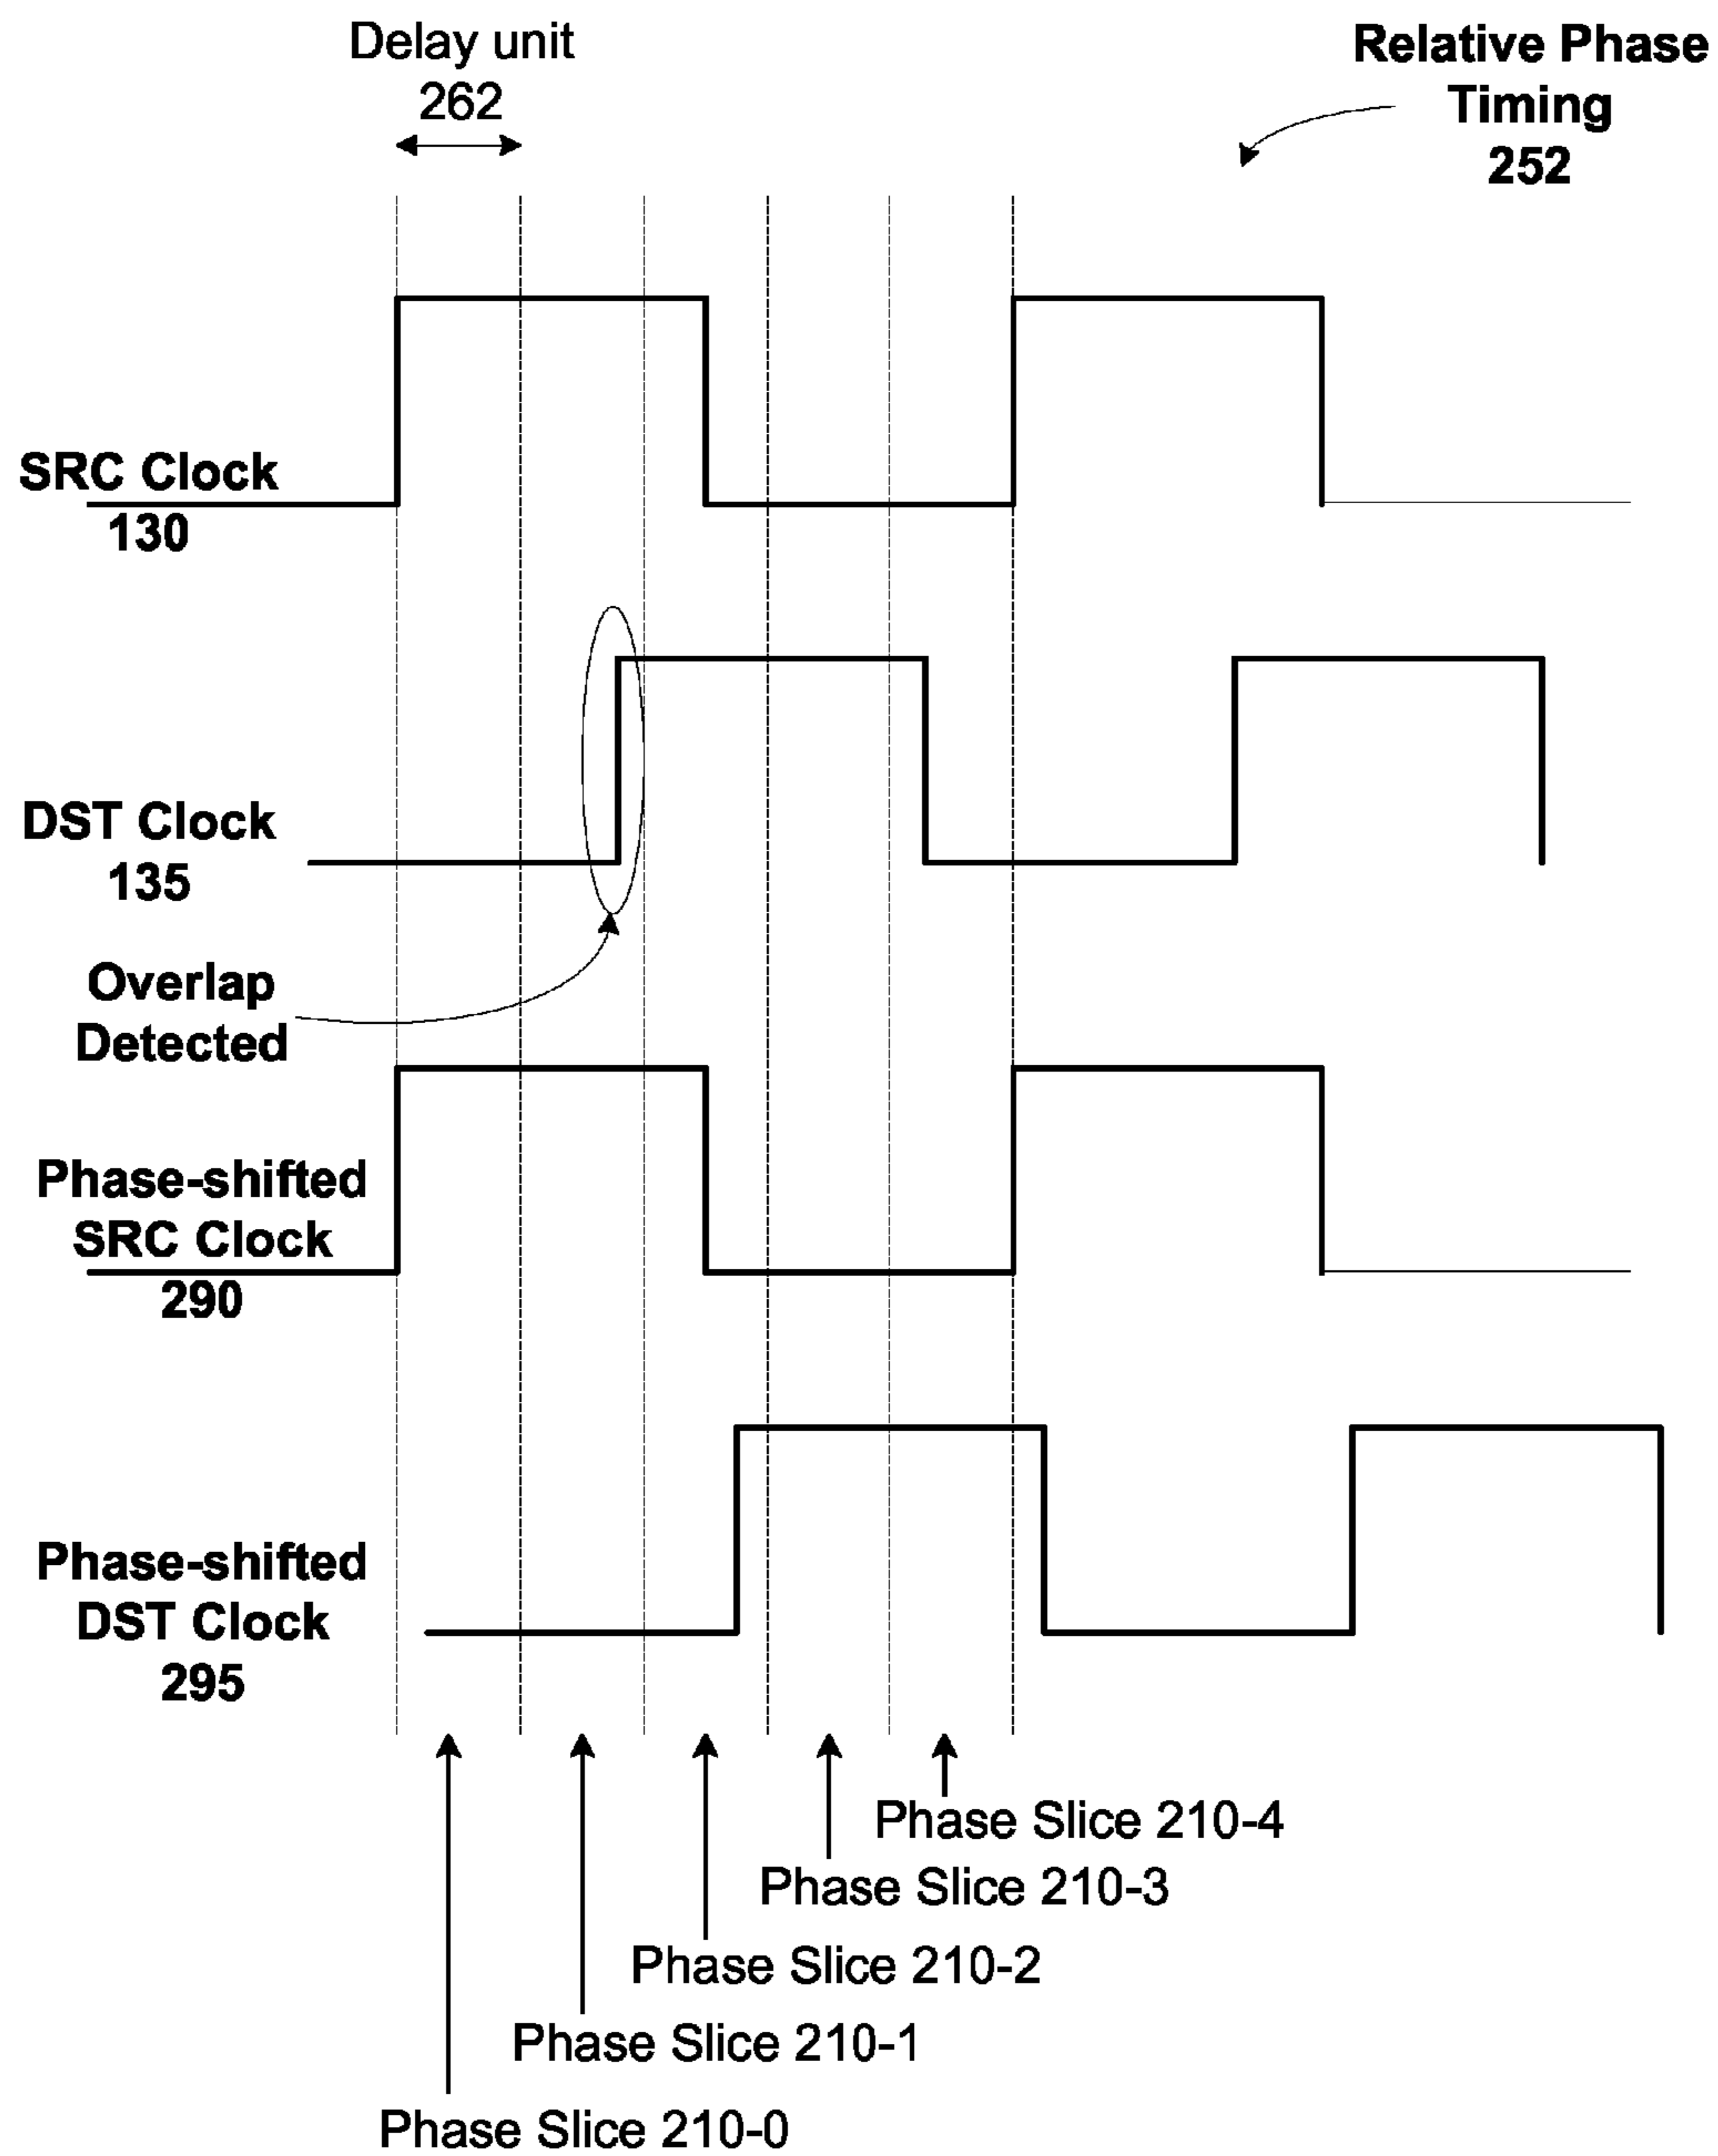 Delay unit
262
Relative Phase
Timing
252
SRC Clock
130
DST Clock
135
Overlap
Detected
Phase-shifted
SRC Clock
290
Phase-shifted
DST Clock
295
Phase Slice 210-4
Phase Slice 210-3
Phase Slice 210-2
Phase Slice 210-1
Phase Slice 210-0